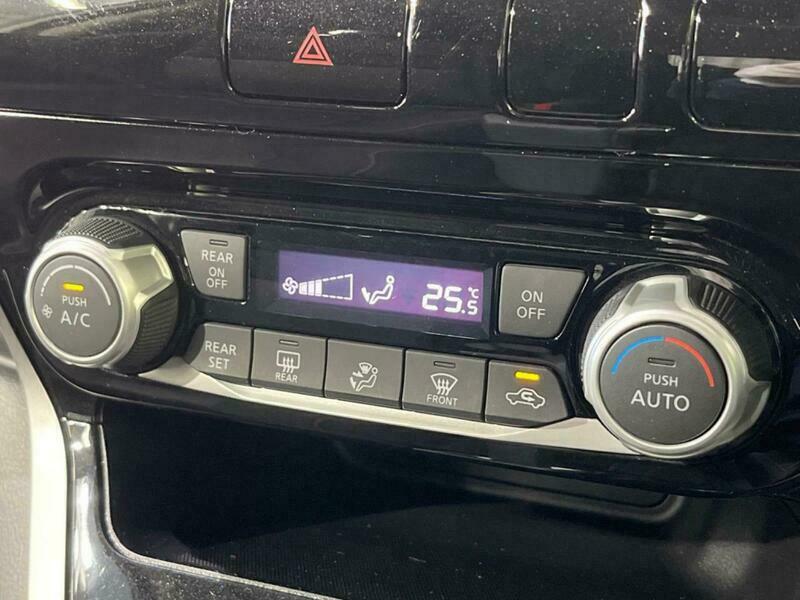 REAR
ON
OFF
25.5°C
ON
OFF
PUSH
A/C
REAR
SET
REAR
FRONT
PUSH
AUTO